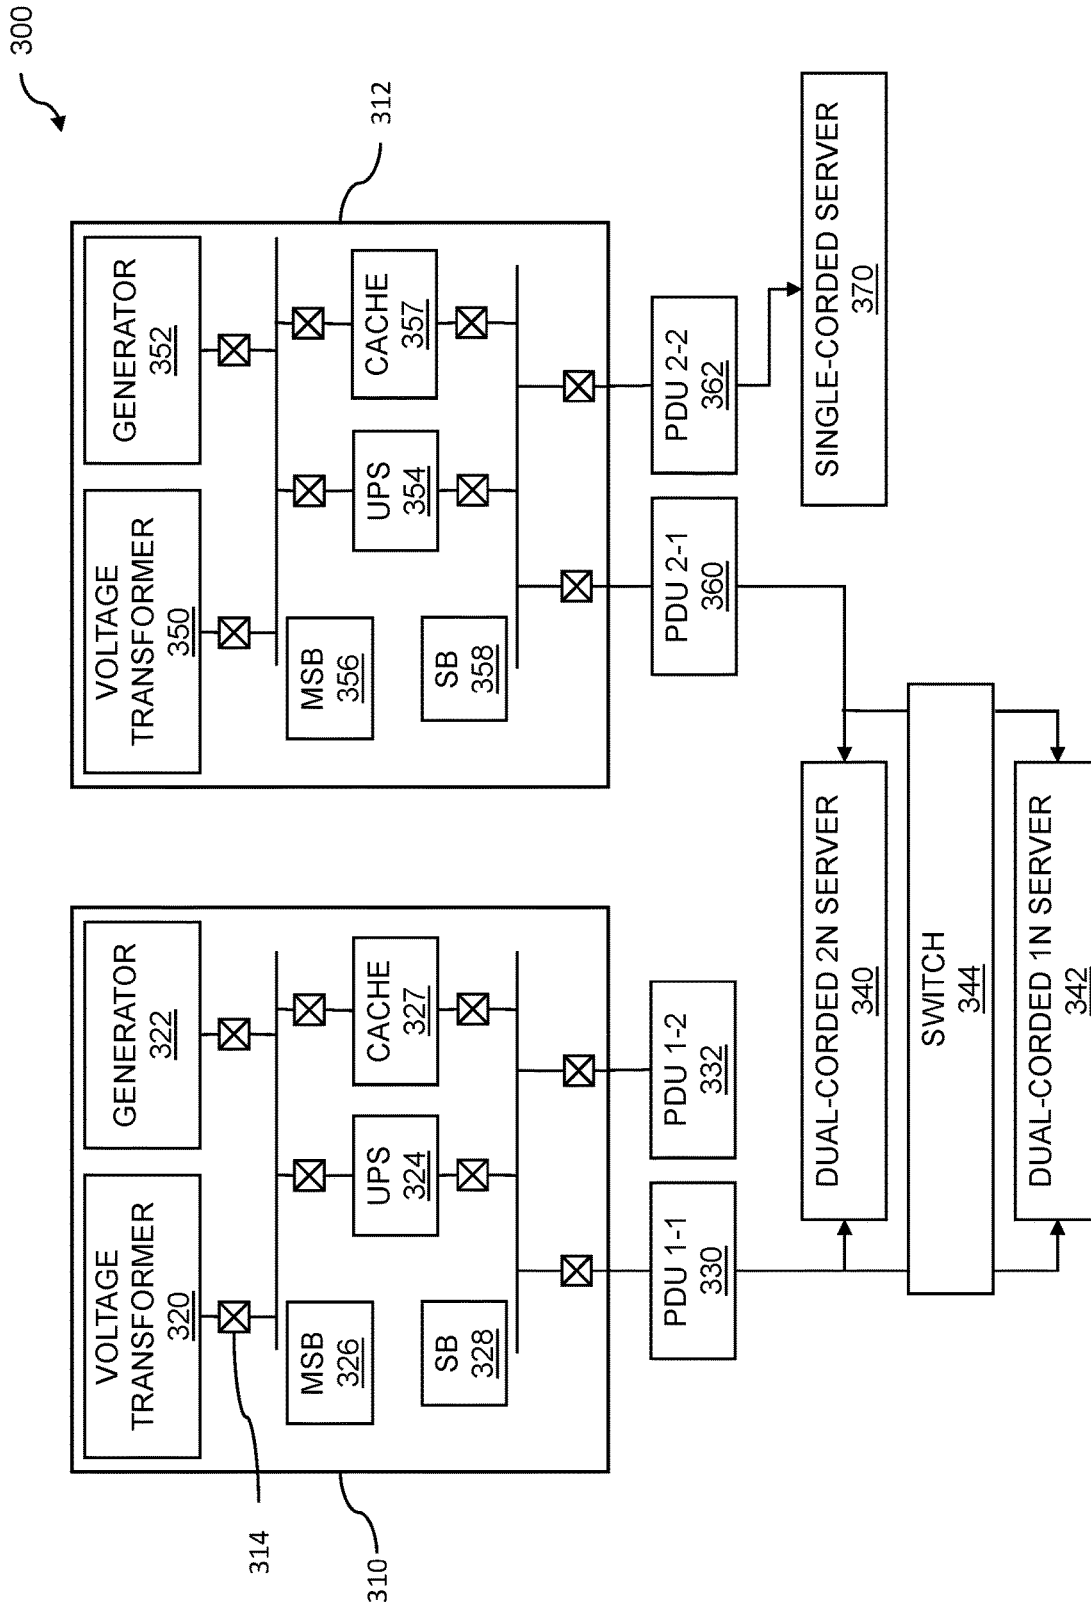 300
310
314
VOLTAGE
TRANSFORMER
320
GENERATOR
322
MSB
326
UPS
324
CACHE
327
SB
328
312
VOLTAGE
TRANSFORMER
350
GENERATOR
352
MSB
356
UPS
354
CACHE
357
SB
358
PDU 1-1
330
PDU 1-2
332
PDU 2-1
360
PDU 2-2
362
DUAL-CORDED 2N SERVER
340
SINGLE-CORDED SERVER
370
SWITCH
344
DUAL-CORDED 1N SERVER
342